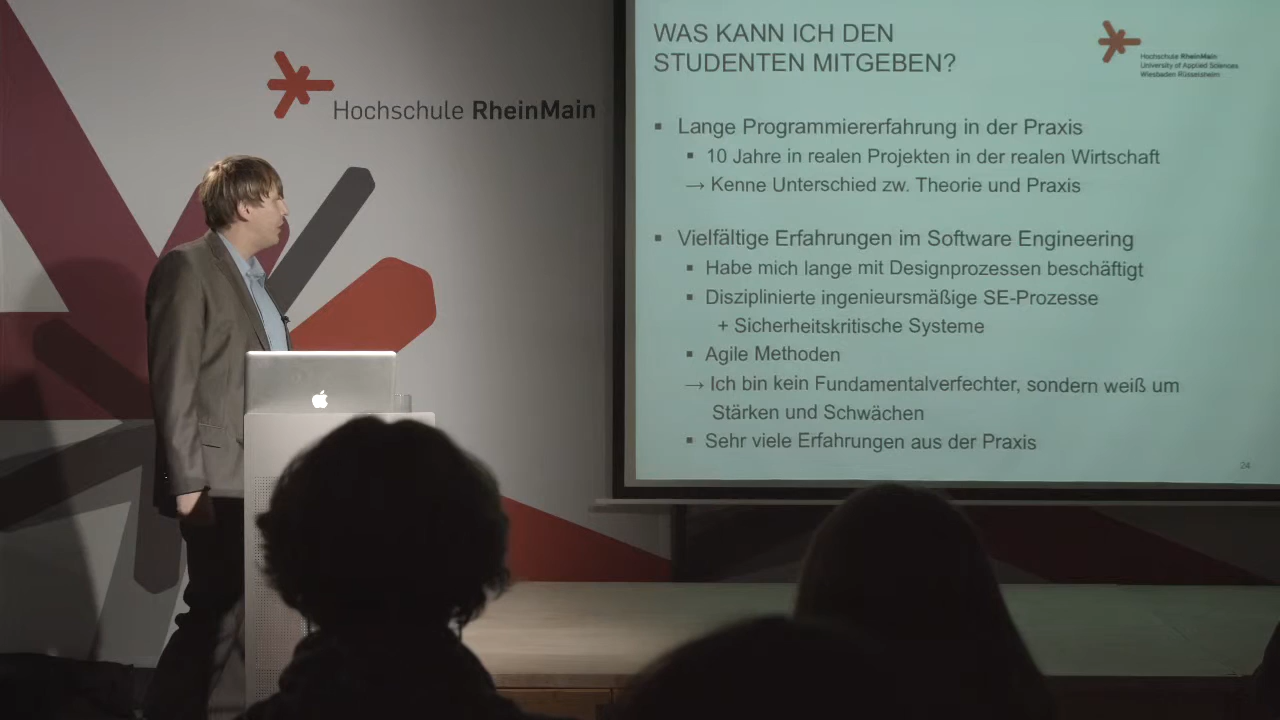 Hochschule RheinMain
WAS KANN ICH DEN
STUDENTEN MITGEBEN?
Hochschule RheinMain
University of Applied Sciences
Wiesbaden Rüsselsheim
▪ Lange Programmiererfahrung in der Praxis
▪ 10 Jahre in realen Projekten in der realen Wirtschaft
→ Kenne Unterschied zw. Theorie und Praxis
▪ Vielfältige Erfahrungen im Software Engineering
▪ Habe mich lange mit Designprozessen beschäftigt
▪ Disziplinierte ingenieursmäßige SE-Prozesse
+ Sicherheitskritische Systeme
▪ Agile Methoden
→ Ich bin kein Fundamentalverfechter, sondern weiß um
Stärken und Schwächen
▪ Sehr viele Erfahrungen aus der Praxis
24